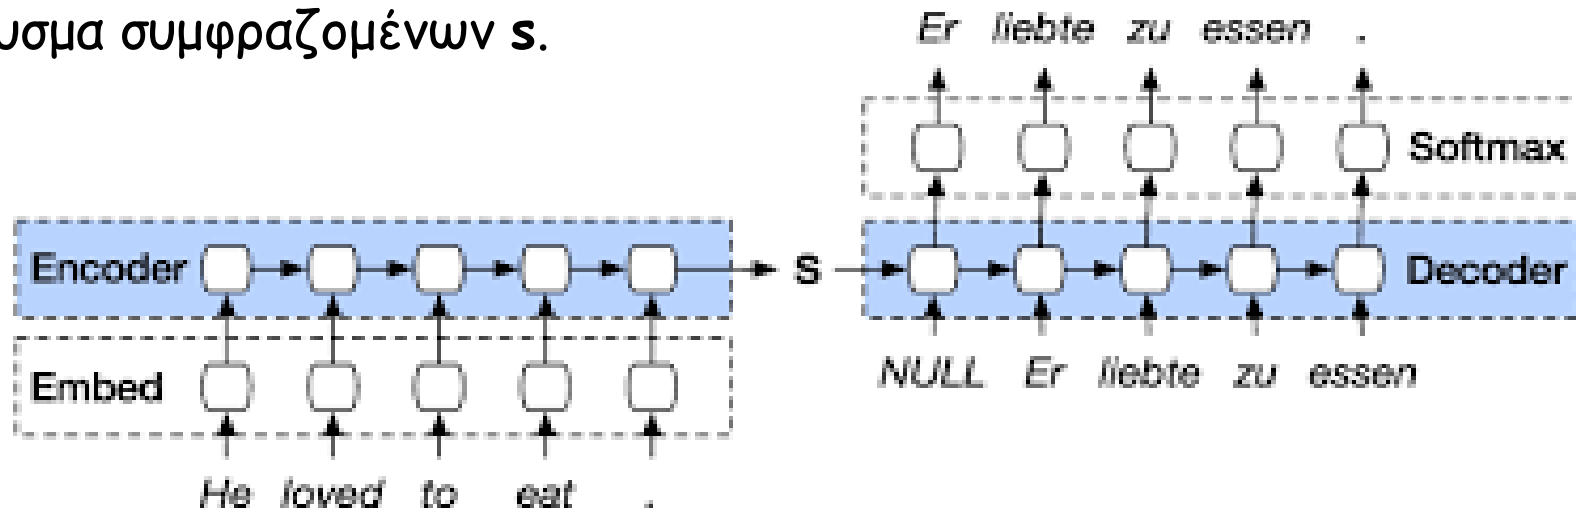 υσμα συμφραζομένων s.
Er liebte zu essen .
Softmax
Encoder
s
Decoder
NULL Er liebte zu essen
Embed
He loved to eat .